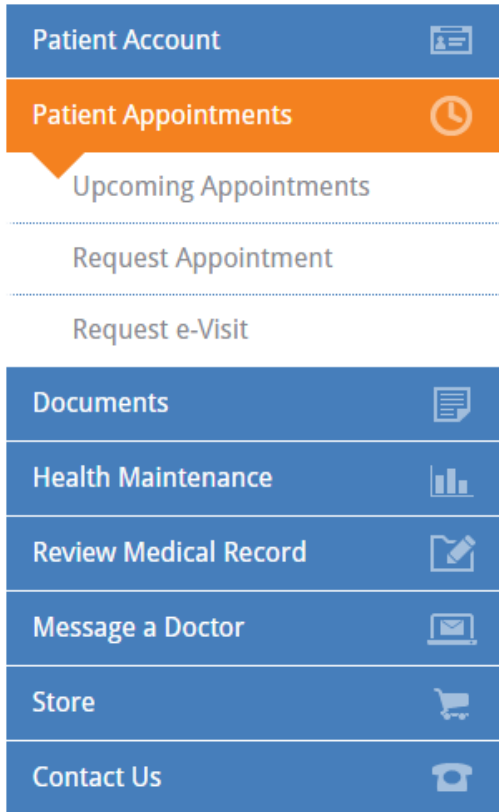 Patient Account
Patient Appointments
Upcoming Appointments
Request Appointment
Request e-Visit
Documents
Health Maintenance
Review Medical Record
Message a Doctor
Store
Contact Us